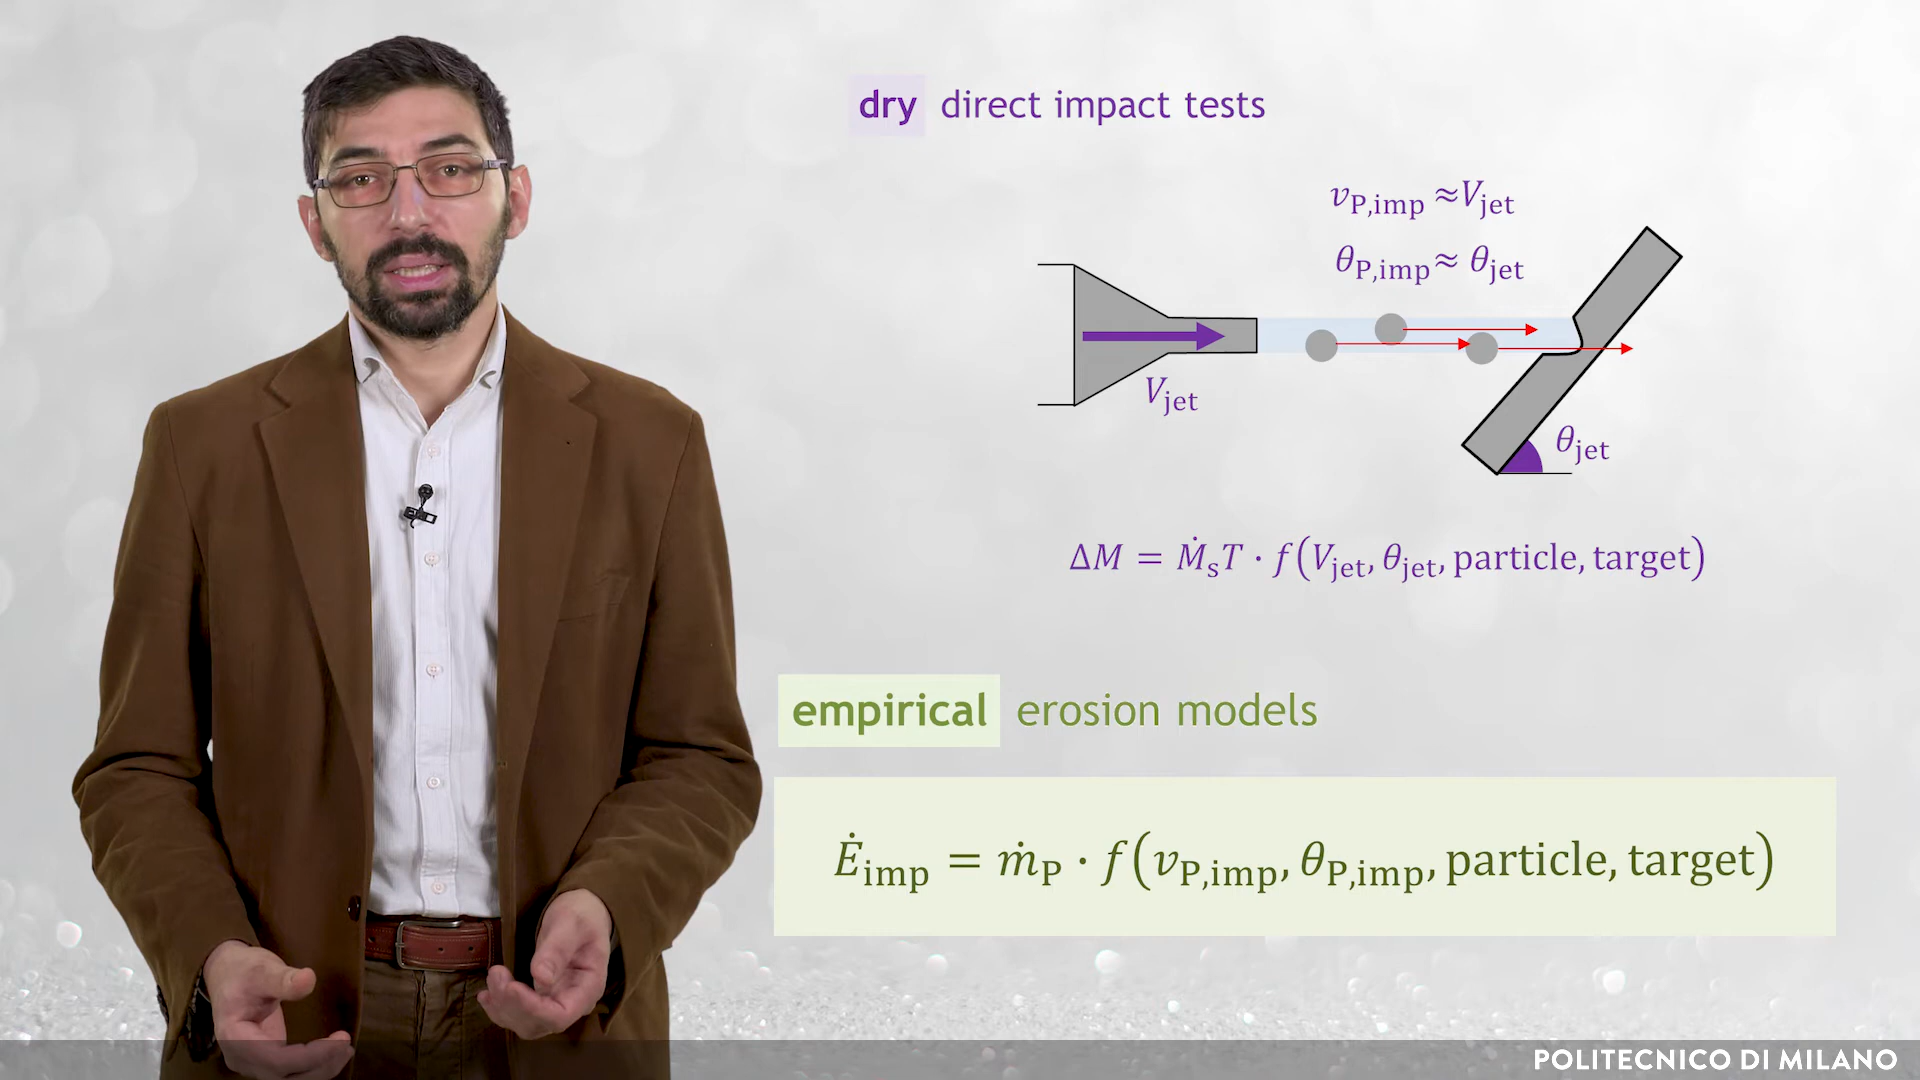 dry direct impact tests
v_P,imp ≈ V_jet
θ_P,imp ≈ θ_jet
V_jet
θ_jet
ΔM = Ṁ_s T · f(V_jet, θ_jet, particle, target)
empirical erosion models
Ė_imp = ṁ_P · f(v_P,imp, θ_P,imp, particle, target)
POLITECNICO DI MILANO